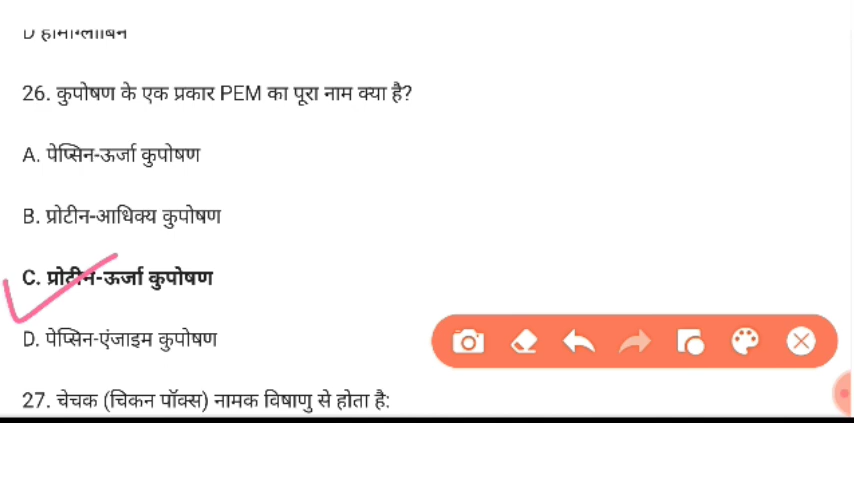 D हीमोग्लोबिन
26. कुपोषण के एक प्रकार PEM का पूरा नाम क्या है?
A. पेप्सिन-ऊर्जा कुपोषण
B. प्रोटीन-आधिक्य कुपोषण
C. प्रोटीन-ऊर्जा कुपोषण
D. पेप्सिन-एंजाइम कुपोषण
27. चेचक (चिकन पॉक्स) नामक विषाणु से होता है: